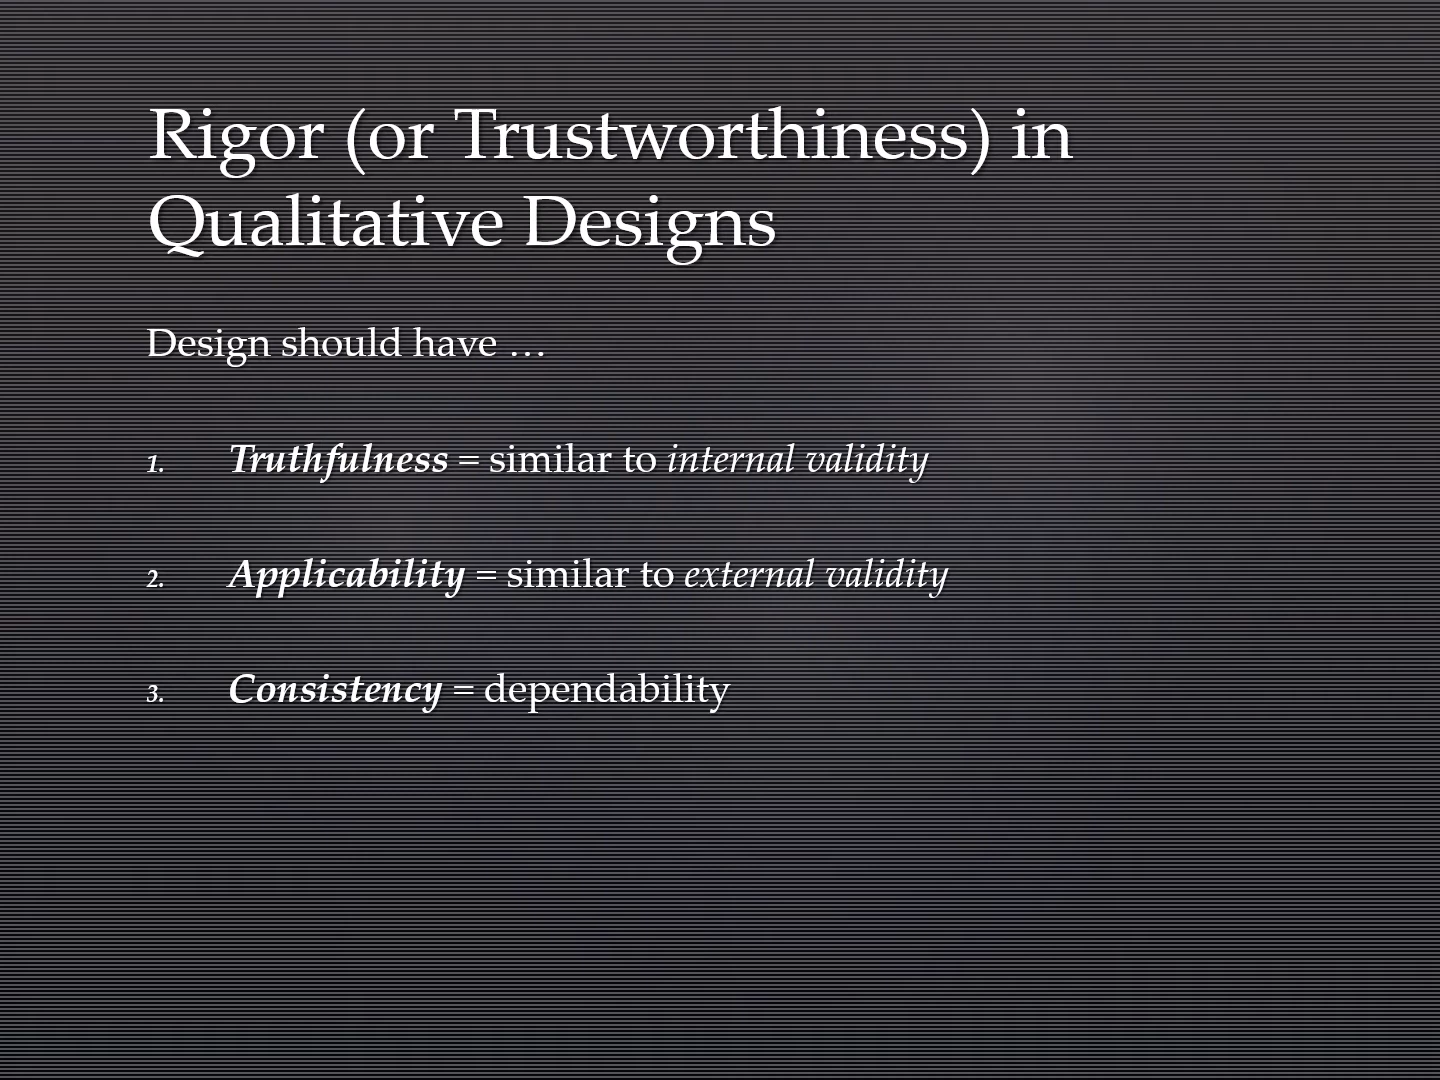 Rigor (or Trustworthiness) in
Qualitative Designs
Design should have …
1. Truthfulness = similar to internal validity
2. Applicability = similar to external validity
3. Consistency = dependability